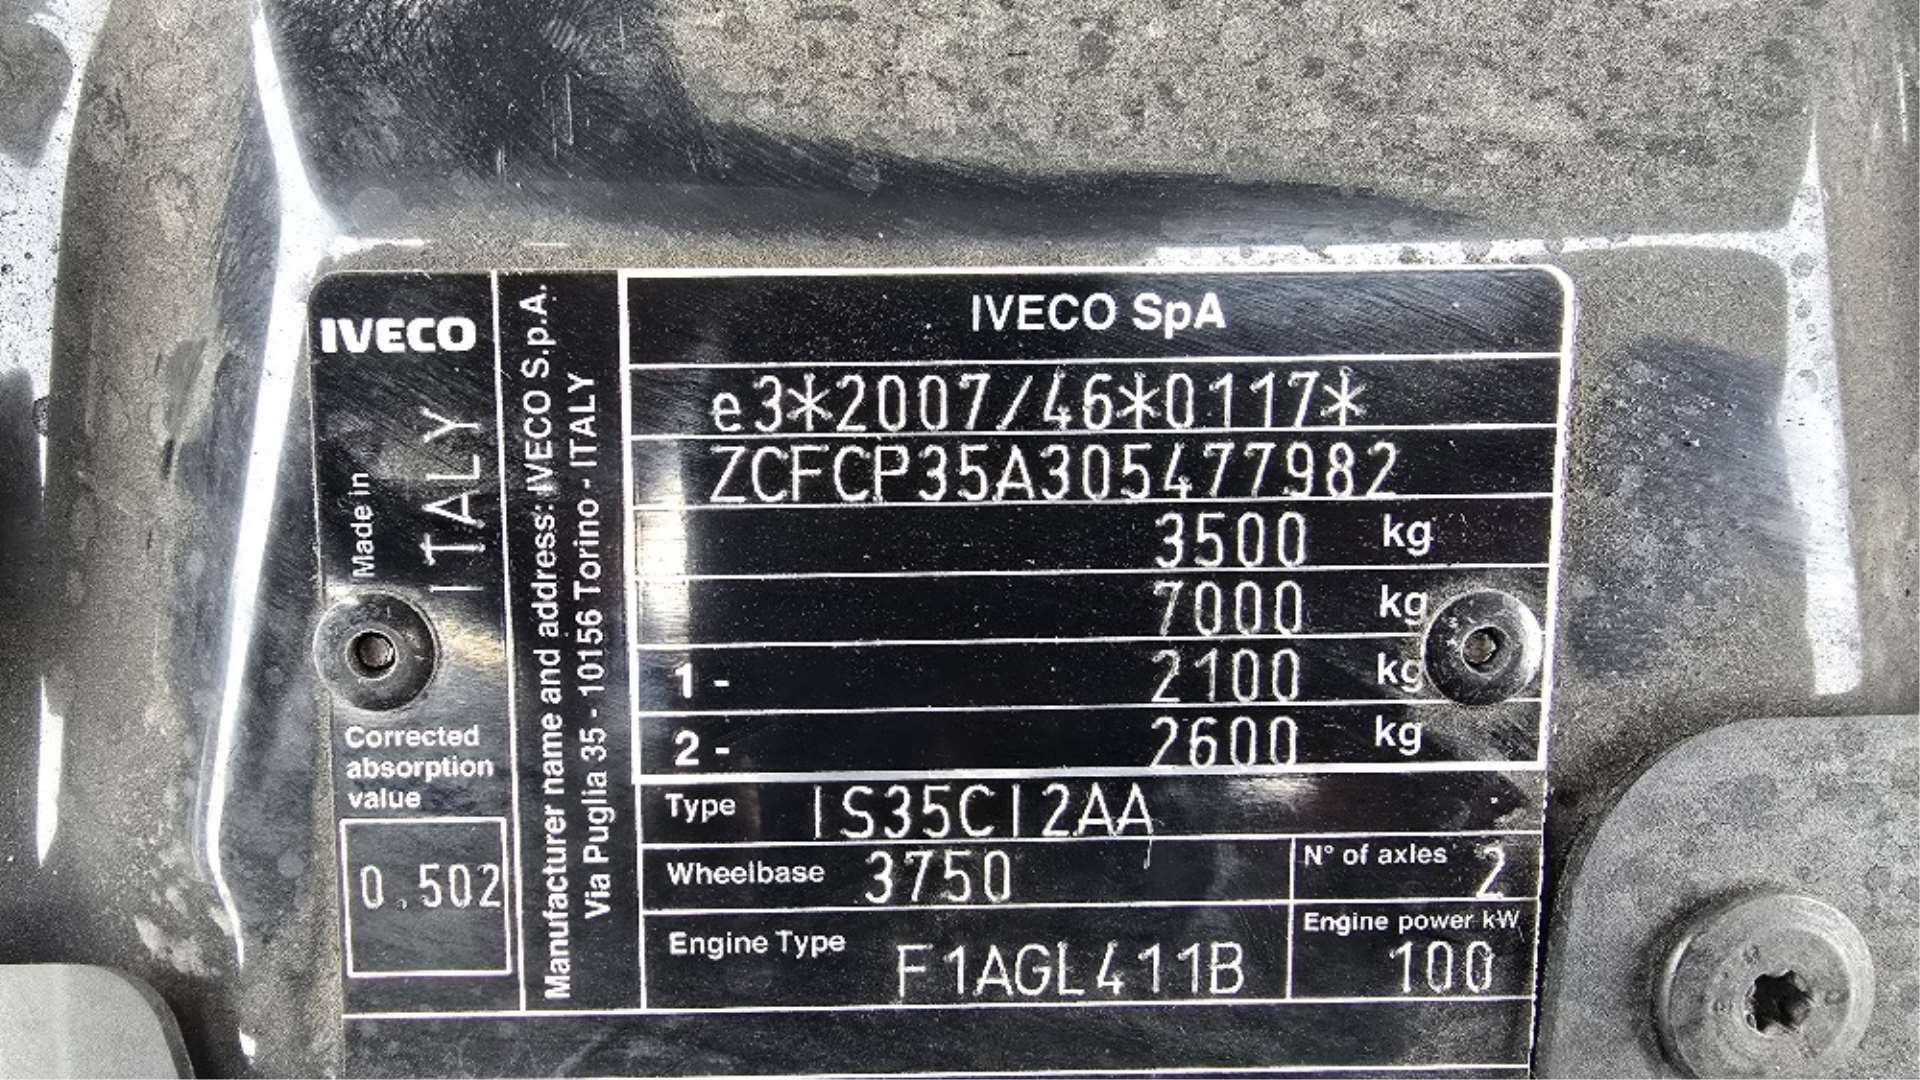 IVECO
Made in
ITALY
Corrected
absorption
value
0.502
Manufacturer name and address: IVECO S.p.A.
Via Puglia 35 - 10156 Torino - ITALY
IVECO SpA
e3*2007/46*0117*
ZCFCP35A305477982
3500 kg
7000 kg
1 - 2100 kg
2 - 2600 kg
Type IS35CI2AA
Wheelbase 3750
N° of axles 2
Engine Type F1AGL411B
Engine power kW
100